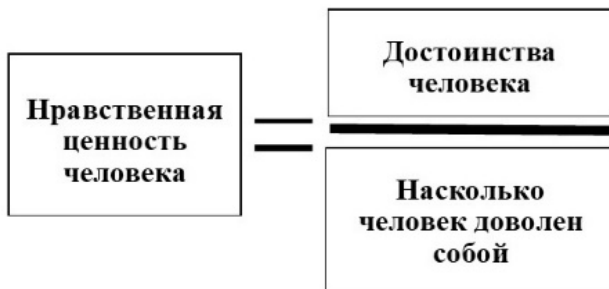 Нравственная
ценность
человека
Достоинства
человека
Насколько
человек доволен
собой